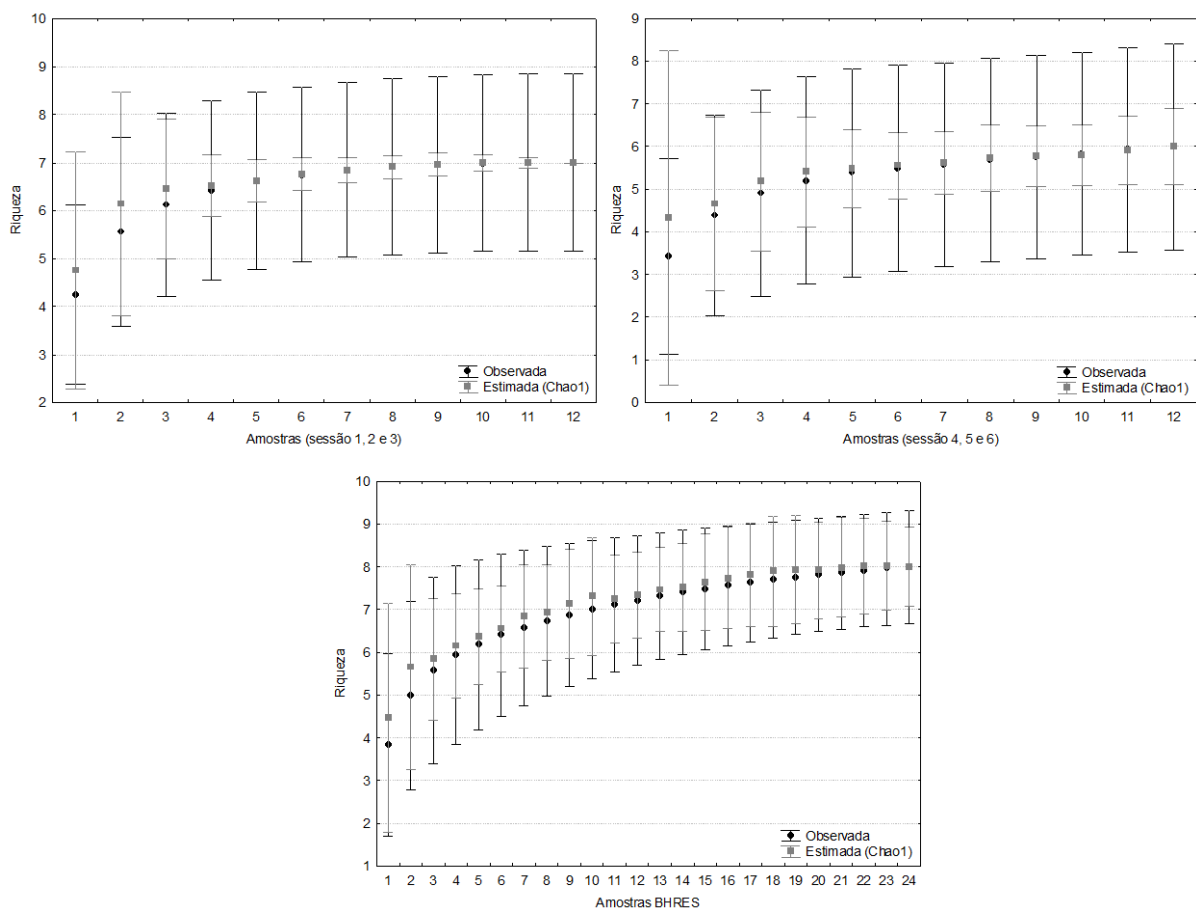 10
9
8
7
6
5
4
3
2
Riqueza
Observada
Estimada (Chao1)
1 2 3 4 5 6 7 8 9 10 11 12
Amostras (sessão 1, 2 e 3)
9
8
7
6
5
4
3
2
1
0
Riqueza
Observada
Estimada (Chao1)
1 2 3 4 5 6 7 8 9 10 11 12
Amostras (sessão 4, 5 e 6)
10
9
8
7
6
5
4
3
2
1
Riqueza
Observada
Estimada (Chao1)
1 2 3 4 5 6 7 8 9 10 11 12 13 14 15 16 17 18 19 20 21 22 23 24
Amostras BHRES